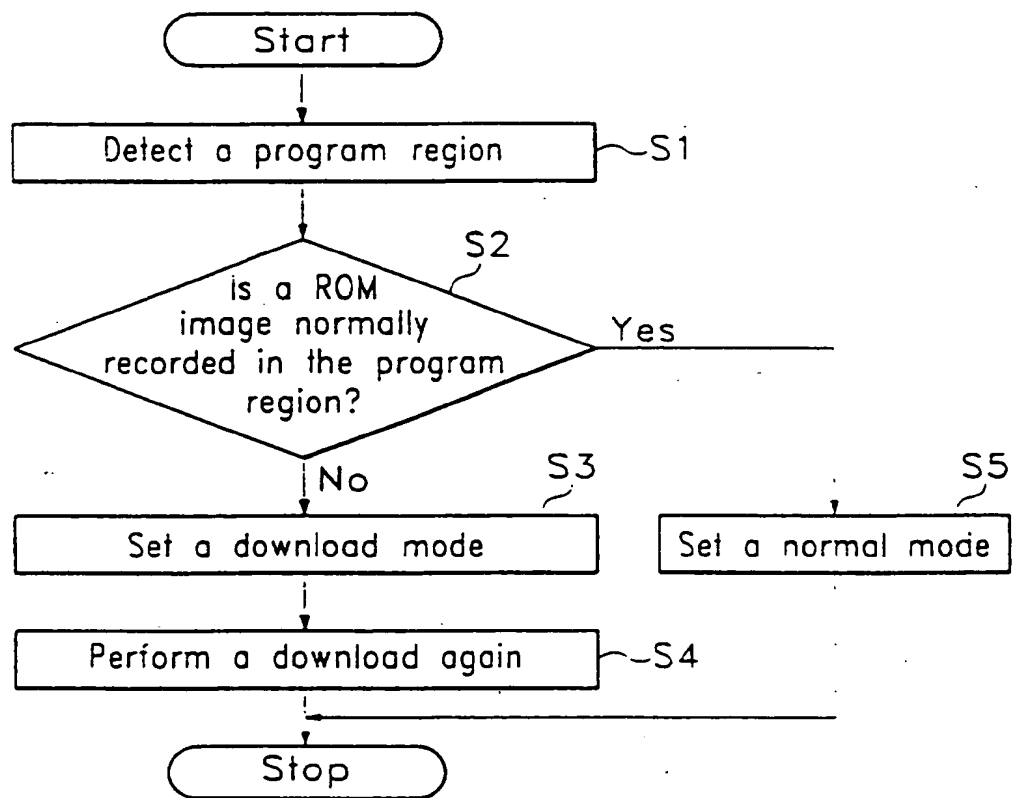 Start
Detect a program region
S1
S2
is a ROM
image normally
recorded in the program
region?
Yes
No
S3
S5
Set a download mode
Set a normal mode
Perform a download again
S4
Stop